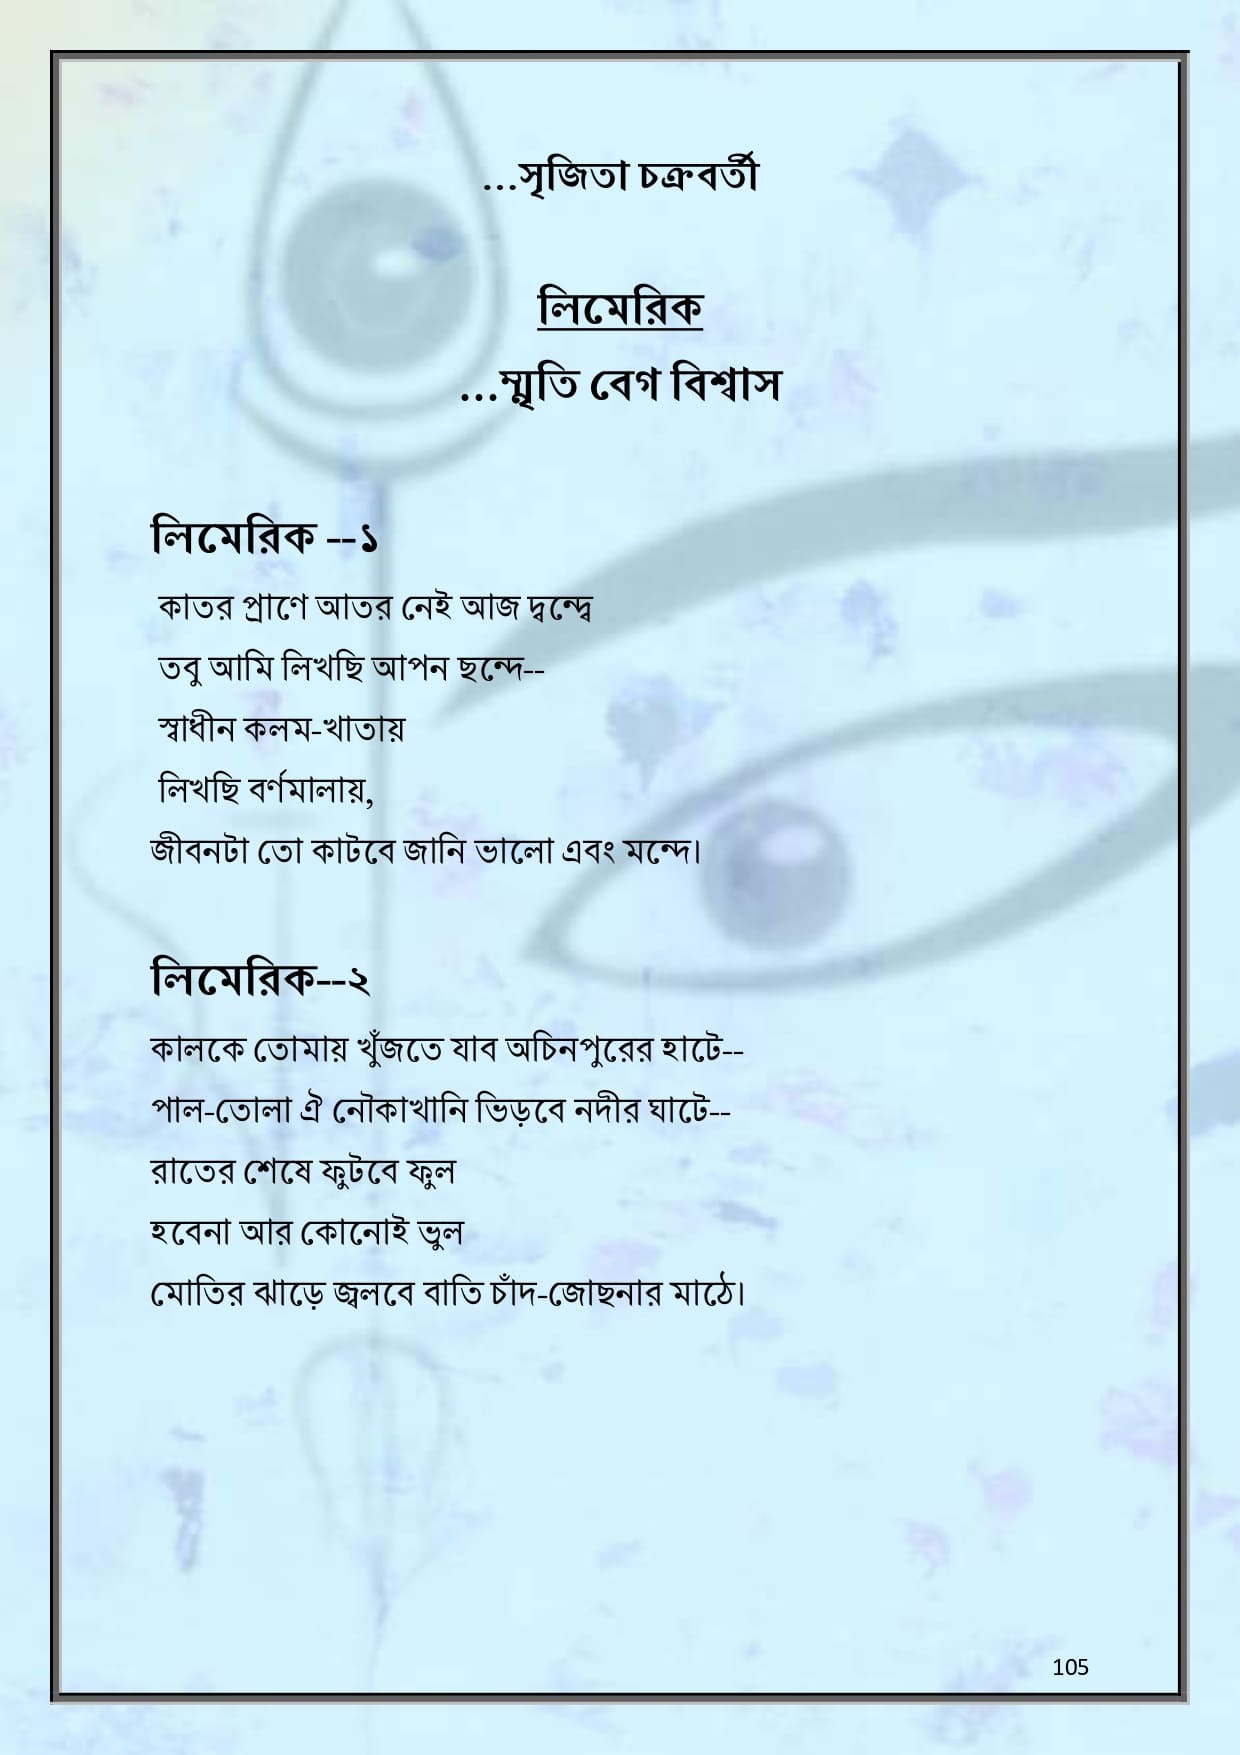 ...সৃজিতা চক্রবর্তী
লিমেরিক
...স্মৃতি বেগ বিশ্বাস
লিমেরিক --১
কাতর প্রাণে আতর নেই আজ দ্বন্দ্বে
তবু আমি লিখছি আপন ছন্দে--
স্বাধীন কলম-খাতায়
লিখছি বর্ণমালায়,
জীবনটা তো কাটবে জানি ভালো এবং মন্দে।
লিমেরিক--২
কালকে তোমায় খুঁজতে যাব অচিনপুরের হাটে--
পাল-তোলা ঐ নৌকাখানি ভিড়বে নদীর ঘাটে--
রাতের শেষে ফুটবে ফুল
হবেনা আর কোনোই ভুল
মোতির ঝাড়ে জ্বলবে বাতি চাঁদ-জোছনার মাঠে।
105